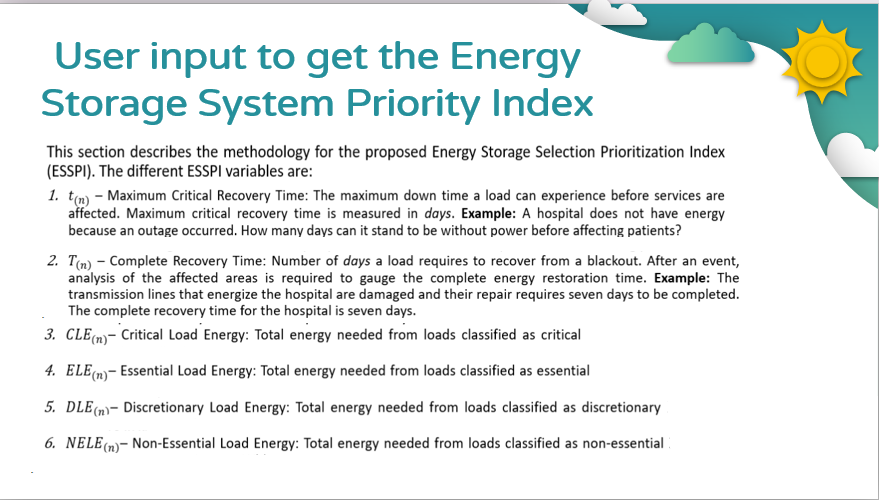 User input to get the Energy
Storage System Priority Index
This section describes the methodology for the proposed Energy Storage Selection Prioritization Index
(ESSPI). The different ESSPI variables are:
1. t(n) – Maximum Critical Recovery Time: The maximum down time a load can experience before services are
affected. Maximum critical recovery time is measured in days. Example: A hospital does not have energy
because an outage occurred. How many days can it stand to be without power before affecting patients?
2. T(n) – Complete Recovery Time: Number of days a load requires to recover from a blackout. After an event,
analysis of the affected areas is required to gauge the complete energy restoration time. Example: The
transmission lines that energize the hospital are damaged and their repair requires seven days to be completed.
The complete recovery time for the hospital is seven days.
3. CLE(n)– Critical Load Energy: Total energy needed from loads classified as critical
4. ELE(n)– Essential Load Energy: Total energy needed from loads classified as essential
5. DLE(n)– Discretionary Load Energy: Total energy needed from loads classified as discretionary
6. NELE(n)– Non-Essential Load Energy: Total energy needed from loads classified as non-essential